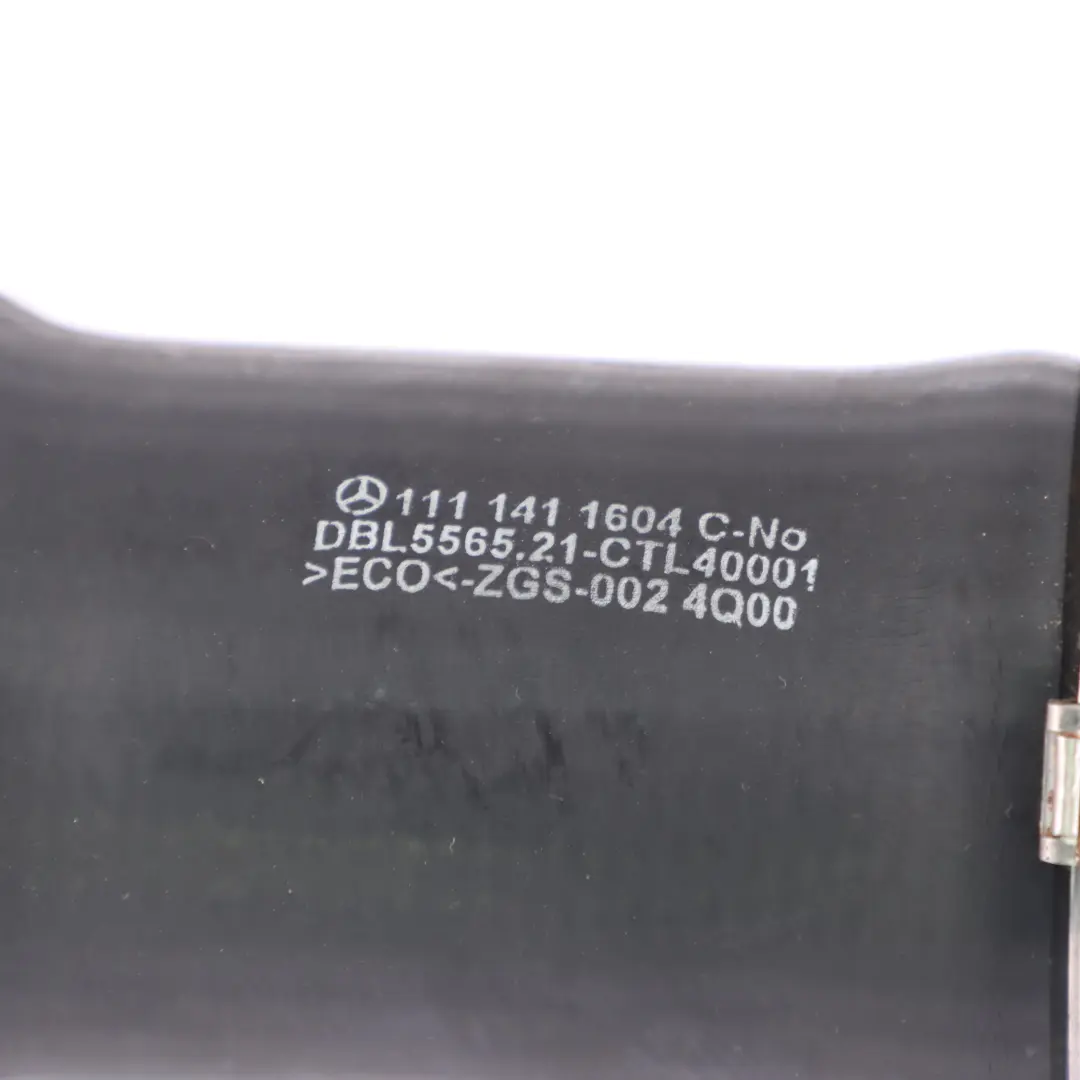 111 141 1604 C-No
DBL5565.21-CTL40001
>ECO<-ZGS-002 4Q00